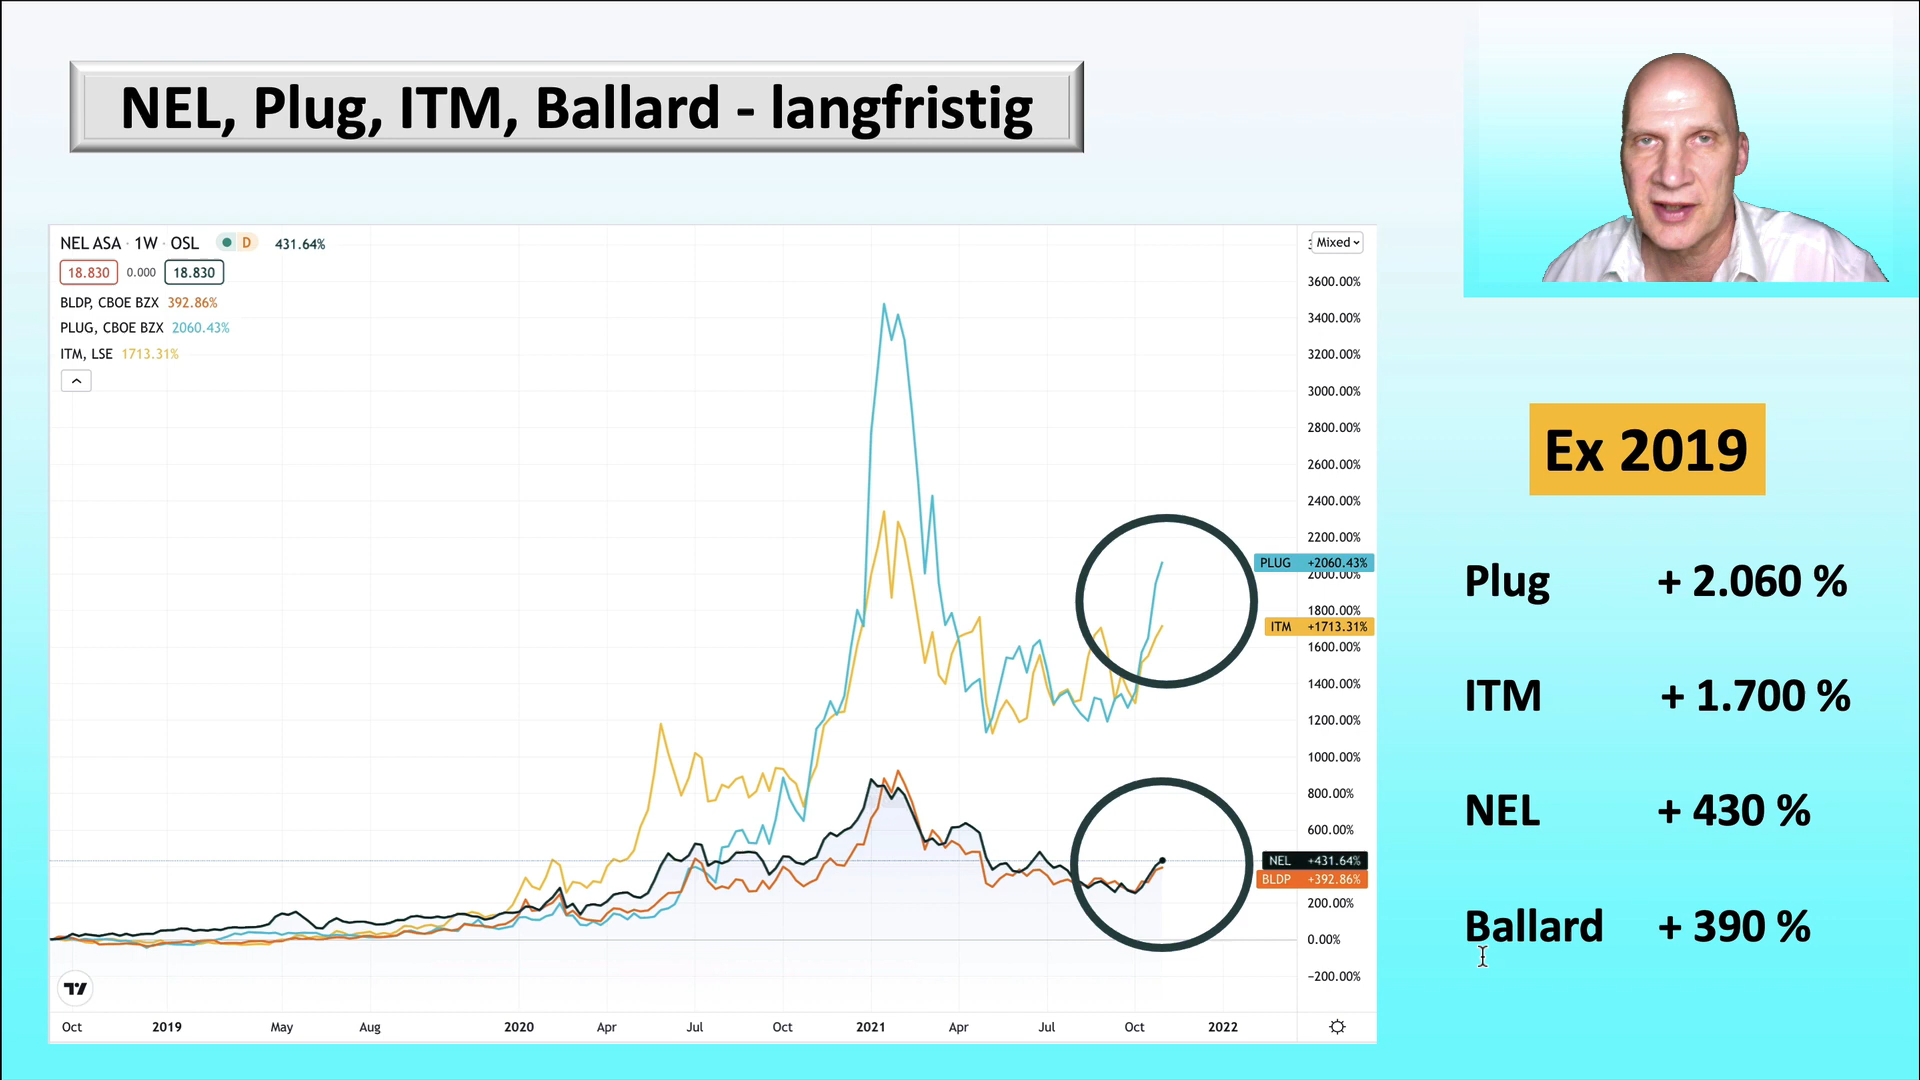 NEL, Plug, ITM, Ballard - langfristig
NEL ASA · 1W · OSL D 431.64%
18.830 0.000 18.830
BLDP, CBOE BZX 392.86%
PLUG, CBOE BZX 2060.43%
ITM, LSE 1713.31%
Mixed
3600.00%
3400.00%
3200.00%
3000.00%
2800.00%
2600.00%
2400.00%
2200.00%
PLUG +2060.43%
2000.00%
1800.00%
ITM +1713.31%
1600.00%
1400.00%
1200.00%
1000.00%
800.00%
600.00%
NEL +431.64%
BLDP +392.86%
200.00%
0.00%
−200.00%
Oct 2019 May Aug 2020 Apr Jul Oct 2021 Apr Jul Oct 2022
Ex 2019
Plug + 2.060 %
ITM + 1.700 %
NEL + 430 %
Ballard + 390 %